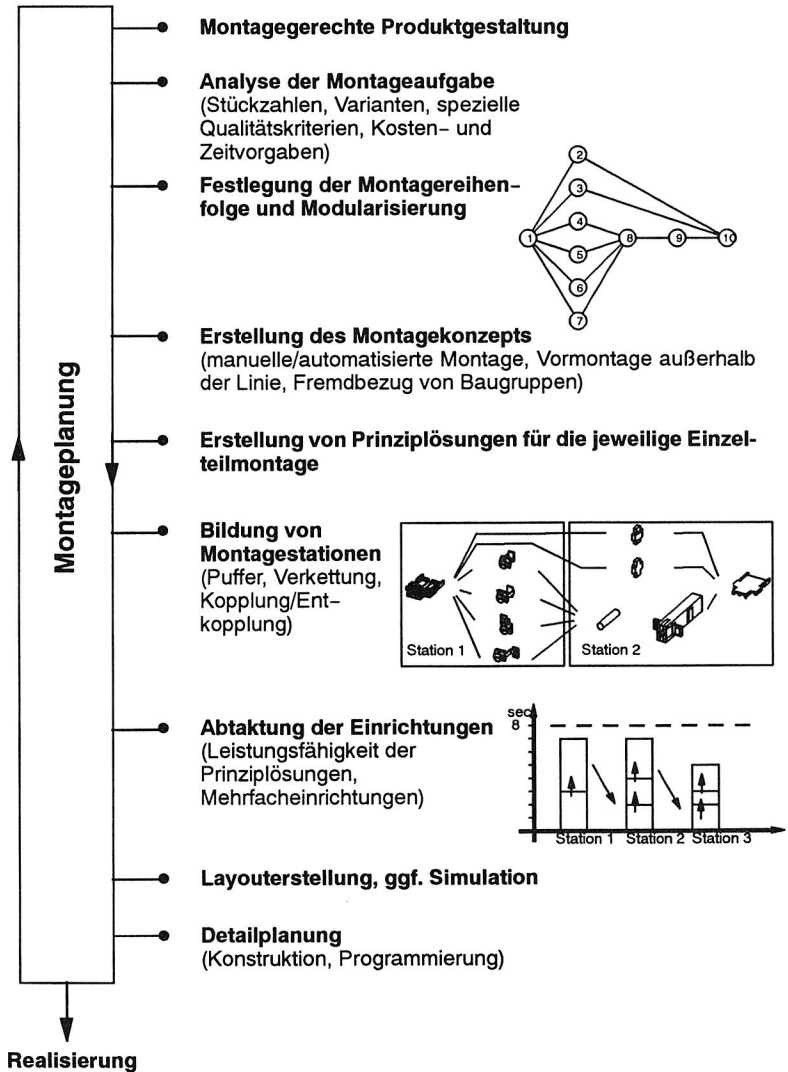 Montageplanung
Montagegerechte Produktgestaltung
Analyse der Montageaufgabe
(Stückzahlen, Varianten, spezielle
Qualitätskriterien, Kosten- und
Zeitvorgaben)
Festlegung der Montagereihen-
folge und Modularisierung
2
3
4
1
8
9
10
5
6
7
Erstellung des Montagekonzepts
(manuelle/automatisierte Montage, Vormontage außerhalb
der Linie, Fremdbezug von Baugruppen)
Erstellung von Prinziplösungen für die jeweilige Einzel-
teilmontage
Bildung von
Montagestationen
(Puffer, Verkettung,
Kopplung/Ent-
kopplung)
Station 1
Station 2
Abtaktung der Einrichtungen
(Leistungsfähigkeit der
Prinziplösungen,
Mehrfacheinrichtungen)
sec
8
Station 1 Station 2 Station 3
Layouterstellung, ggf. Simulation
Detailplanung
(Konstruktion, Programmierung)
Realisierung